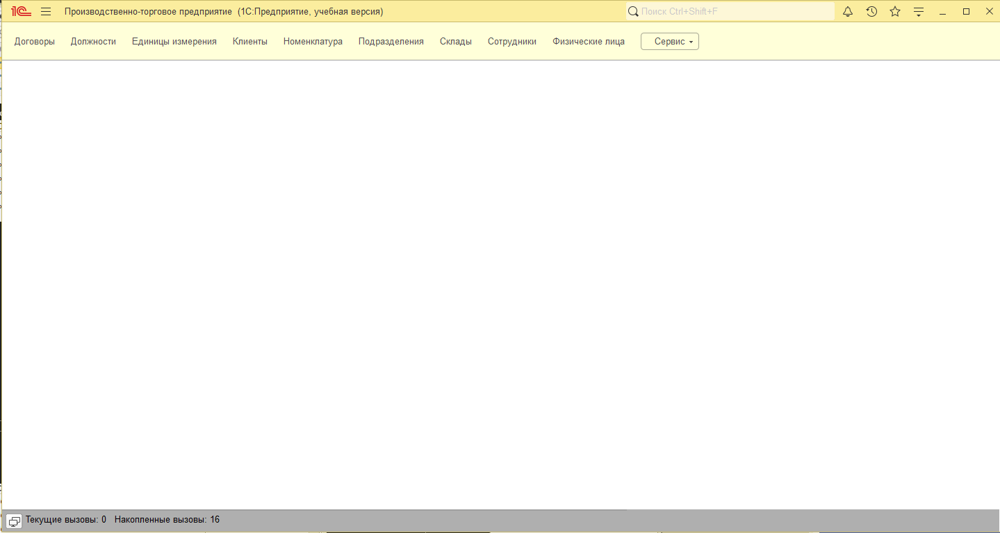 1С Производственно-торговое предприятие (1С:Предприятие, учебная версия) Поиск Ctrl+Shift+F
Договоры Должности Единицы измерения Клиенты Номенклатура Подразделения Склады Сотрудники Физические лица Сервис
Текущие вызовы: 0 Накопленные вызовы: 16